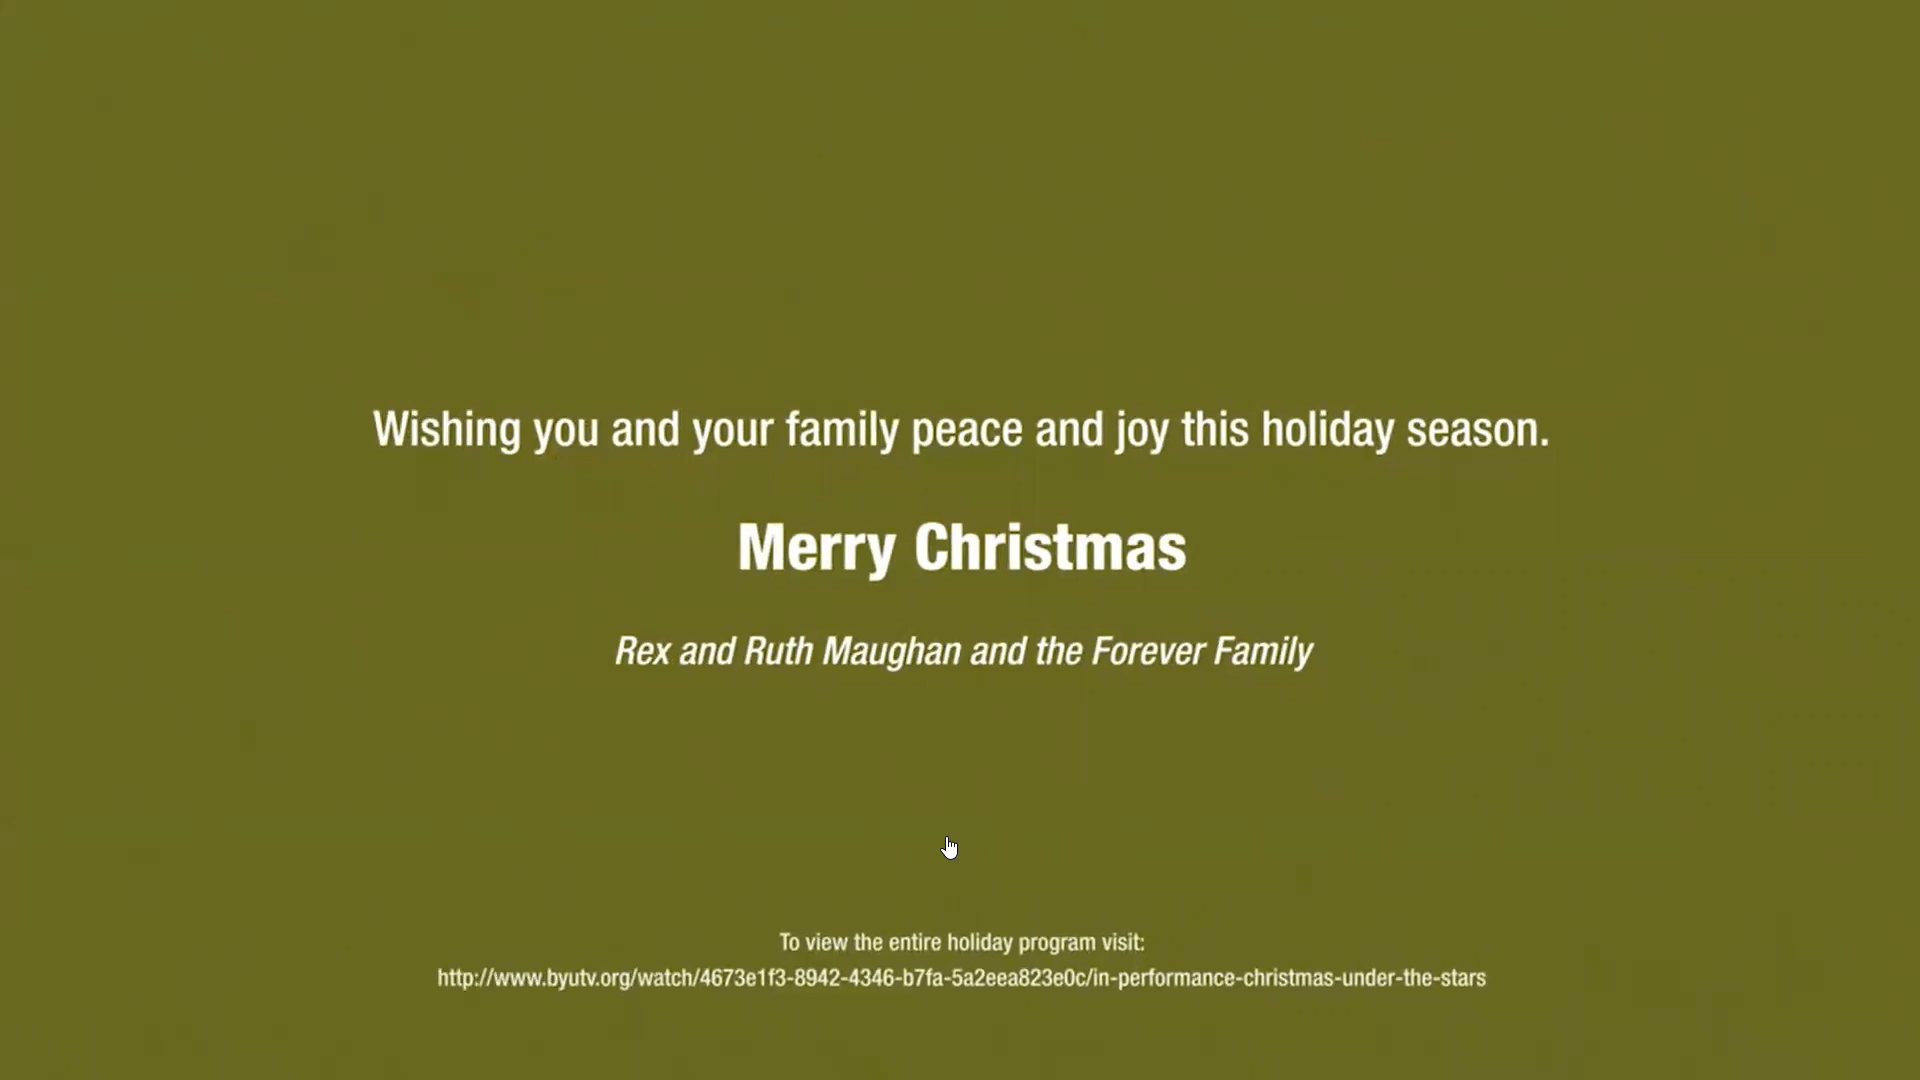 Wishing you and your family peace and joy this holiday season.
Merry Christmas
Rex and Ruth Maughan and the Forever Family
To view the entire holiday program visit:
http://www.byutv.org/watch/4673e1f3-8942-4346-b7fa-5a2eea823e0c/in-performance-christmas-under-the-stars